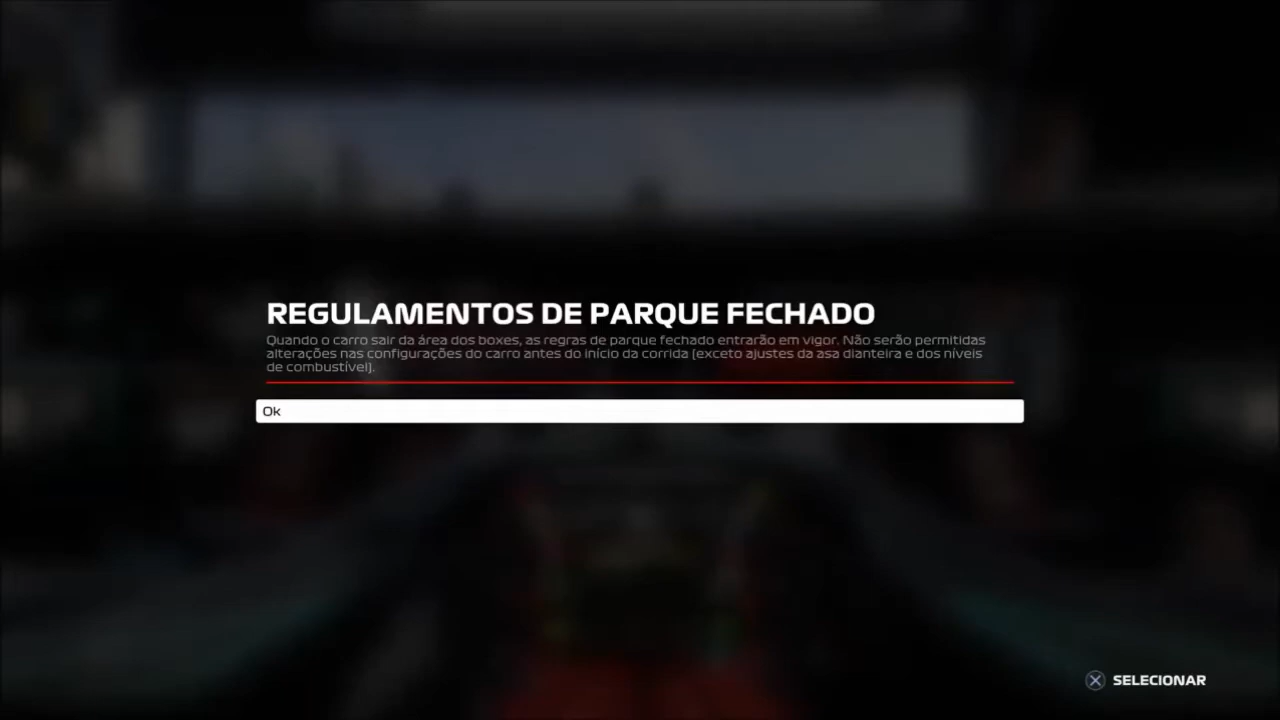 REGULAMENTOS DE PARQUE FECHADO
Quando o carro sair da área dos boxes, as regras de parque fechado entrarão em vigor. Não serão permitidas
alterações nas configurações do carro antes do início da corrida (exceto ajustes da asa dianteira e dos níveis
de combustível).
Ok
SELECIONAR